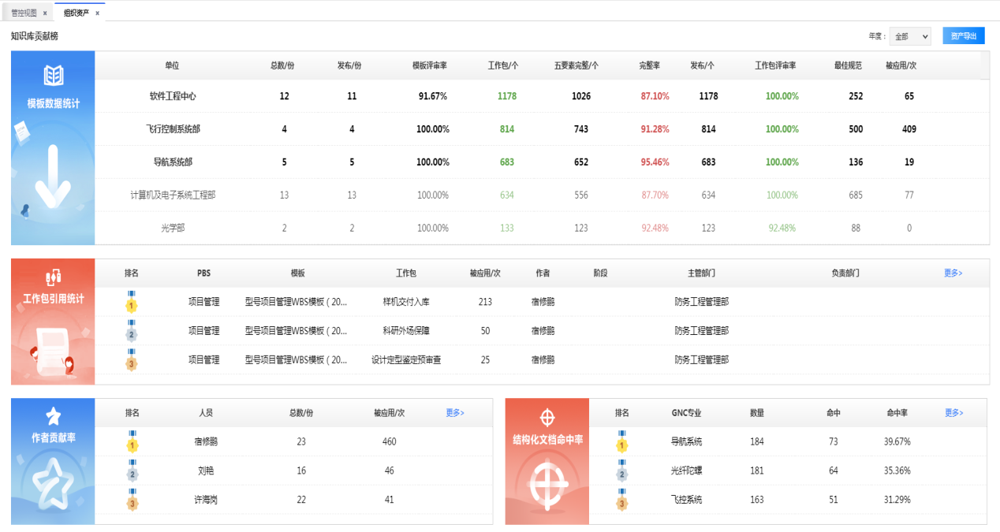 管控视图 × 组织资产 ×
知识库贡献榜 年度： 全部 资产导出
模板数据统计
单位 总数/份 发布/份 模板评审率 工作包/个 五要素完整/个 完整率 发布/个 工作包评审率 最佳规范 被应用/次
软件工程中心 12 11 91.67% 1178 1026 87.10% 1178 100.00% 252 65
飞行控制系统部 4 4 100.00% 814 743 91.28% 814 100.00% 500 409
导航系统部 5 5 100.00% 683 652 95.46% 683 100.00% 136 19
计算机及电子系统工程部 13 13 100.00% 634 556 87.70% 634 100.00% 685 77
光学部 2 2 100.00% 133 123 92.48% 123 92.48% 88 0
工作包引用统计
排名 PBS 模板 工作包 被应用/次 作者 阶段 主管部门 负责部门 更多>
1 项目管理 型号项目管理WBS模板（20... 样机交付入库 213 宿修鹏 防务工程管理部
2 项目管理 型号项目管理WBS模板（20... 科研外场保障 50 宿修鹏 防务工程管理部
3 项目管理 型号项目管理WBS模板（20... 设计定型鉴定预审查 25 宿修鹏 防务工程管理部
作者贡献率
排名 人员 总数/份 被应用/次 更多>
1 宿修鹏 23 460
2 刘艳 16 46
3 许海岗 22 41
结构化文档命中率
排名 GNC专业 数量 命中 命中率 更多>
1 导航系统 184 73 39.67%
2 光纤陀螺 181 64 35.36%
3 飞控系统 163 51 31.29%